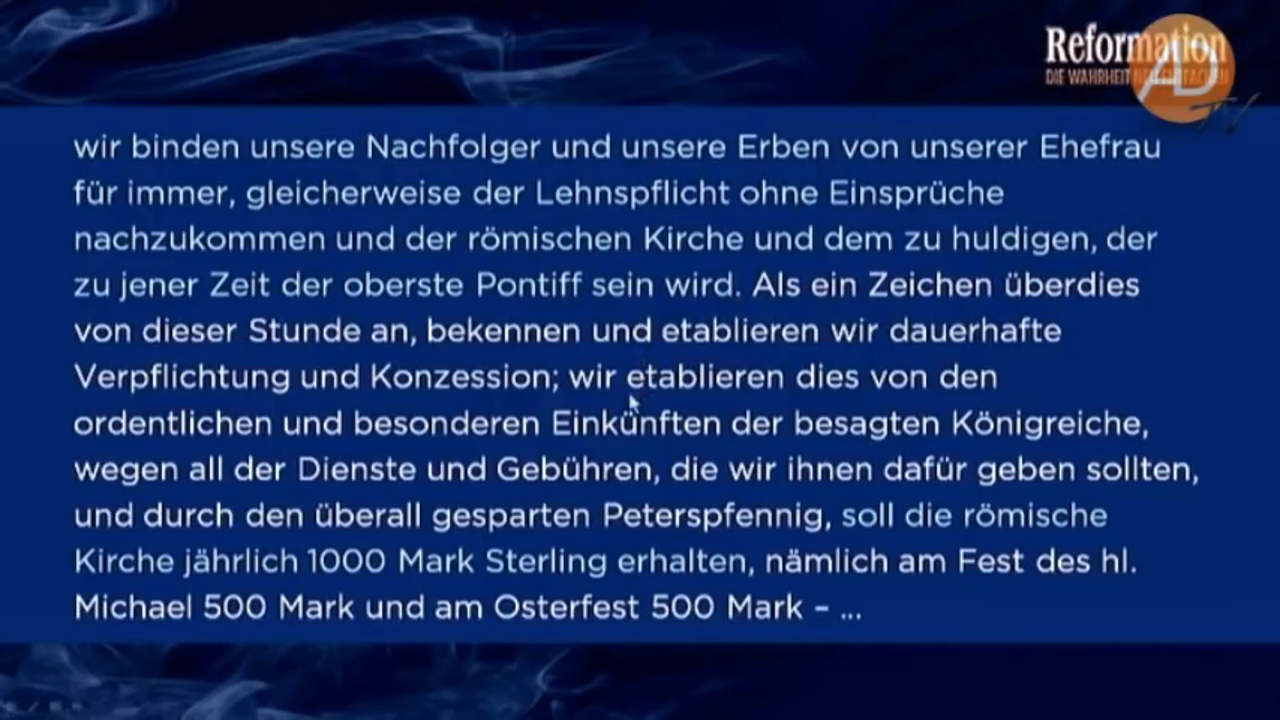 Reformation
DIE WAHRHEIT
AD
TV
wir binden unsere Nachfolger und unsere Erben von unserer Ehefrau
für immer, gleicherweise der Lehnspflicht ohne Einsprüche
nachzukommen und der römischen Kirche und dem zu huldigen, der
zu jener Zeit der oberste Pontiff sein wird. Als ein Zeichen überdies
von dieser Stunde an, bekennen und etablieren wir dauerhafte
Verpflichtung und Konzession; wir etablieren dies von den
ordentlichen und besonderen Einkünften der besagten Königreiche,
wegen all der Dienste und Gebühren, die wir ihnen dafür geben sollten,
und durch den überall gesparten Peterspfennig, soll die römische
Kirche jährlich 1000 Mark Sterling erhalten, nämlich am Fest des hl.
Michael 500 Mark und am Osterfest 500 Mark – ...